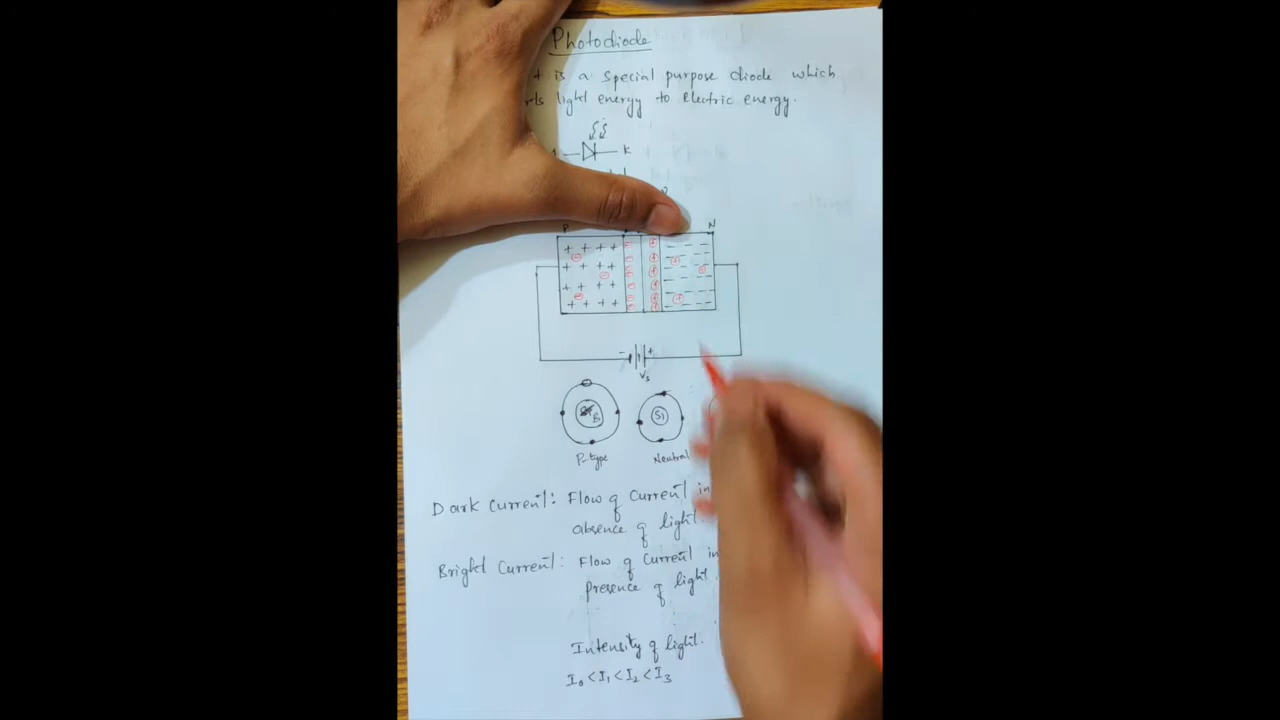 Photodiode
is a special purpose diode which
light energy to Electric energy.
K
P N
- +
Vs
B Si
P-type Neutral
Dark Current: Flow of Current in
absence of light
Bright Current: Flow of Current in
Presence of light.
Intensity of light.
I0 < I1 < I2 < I3